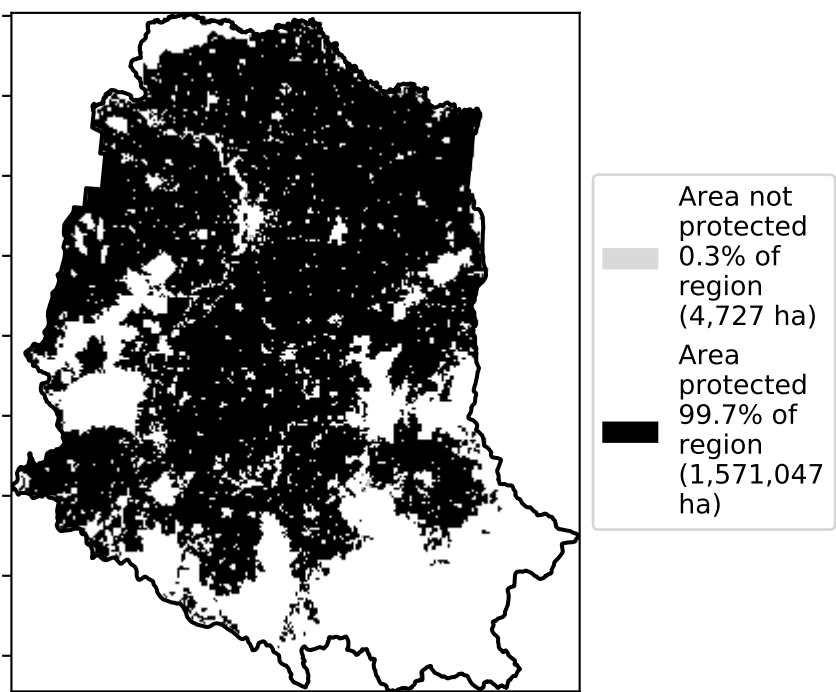 Area not
protected
0.3% of
region
(4,727 ha)
Area
protected
99.7% of
region
(1,571,047
ha)